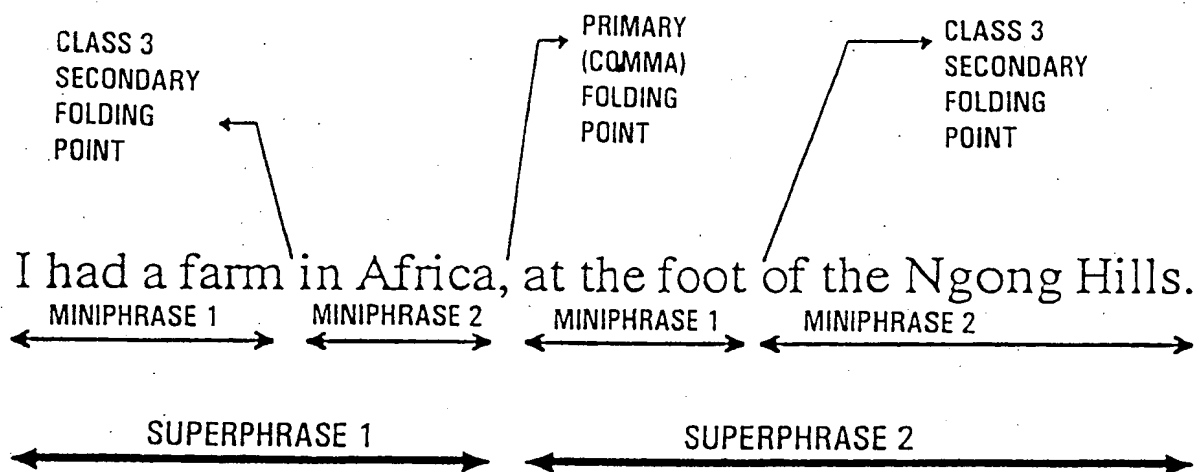 CLASS 3
SECONDARY
FOLDING
POINT
PRIMARY
(COMMA)
FOLDING
POINT
CLASS 3
SECONDARY
FOLDING
POINT
I had a farm in Africa, at the foot of the Ngong Hills.
MINIPHRASE 1 MINIPHRASE 2 MINIPHRASE 1 MINIPHRASE 2
SUPERPHRASE 1 SUPERPHRASE 2